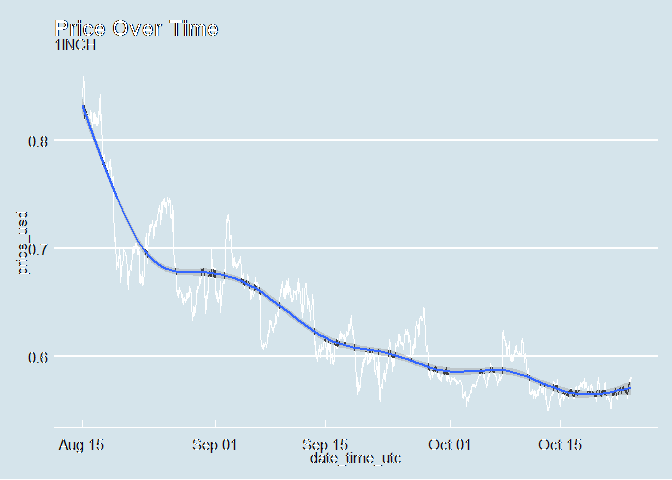 Price Over Time
1INCH
0.8
0.7
0.6
price_usd
Aug 15 Sep 01 Sep 15 Oct 01 Oct 15
date_time_utc